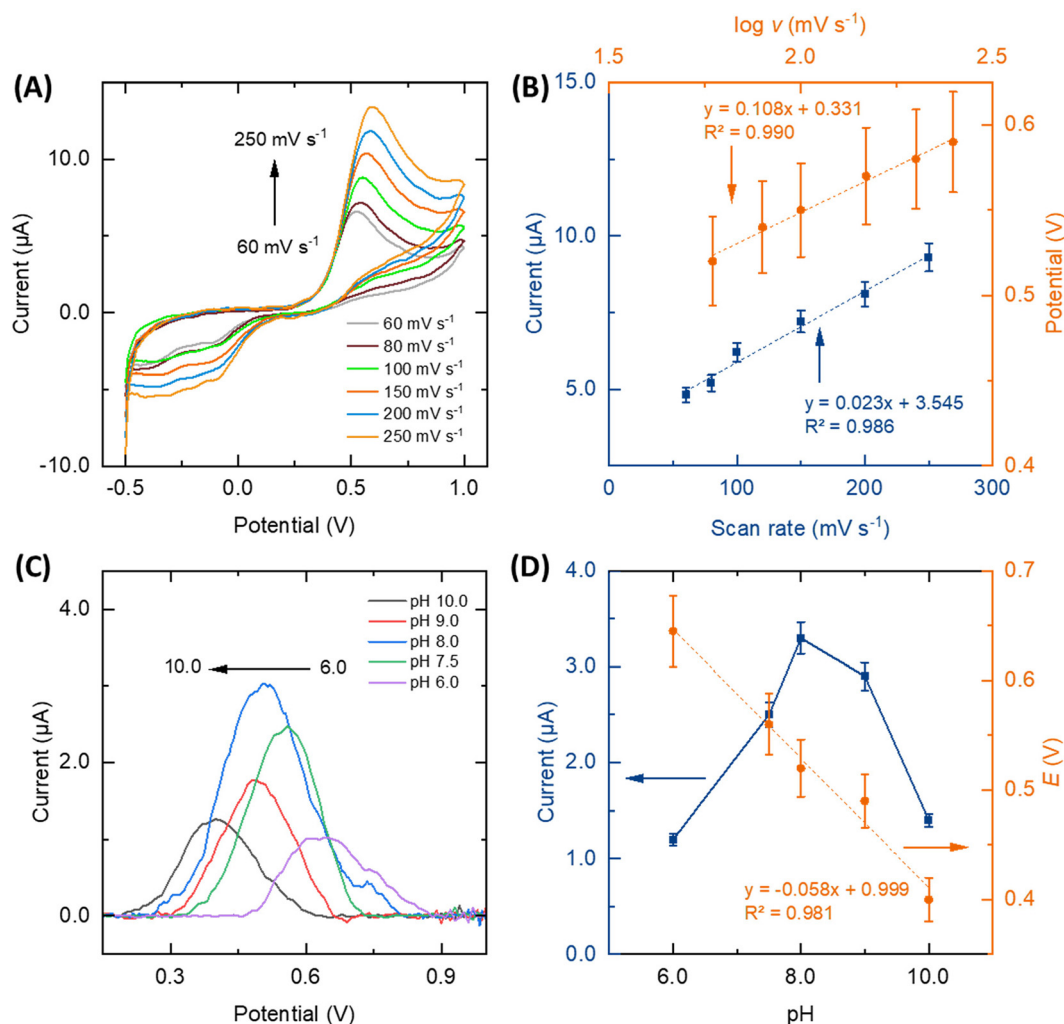 (A)
15.0
10.0
5.0
0.0
-10.0
Current (µA)
250 mV s⁻¹
60 mV s⁻¹
60 mV s⁻¹
80 mV s⁻¹
100 mV s⁻¹
150 mV s⁻¹
200 mV s⁻¹
250 mV s⁻¹
-0.5
0.0
0.5
1.0
Potential (V)
(B)
log v (mV s⁻¹)
1.5
2.0
2.5
15.0
10.0
5.0
Current (µA)
y = 0.108x + 0.331
R² = 0.990
y = 0.023x + 3.545
R² = 0.986
0.6
0.5
0.4
Potential (V)
0
100
200
300
Scan rate (mV s⁻¹)
(C)
4.0
2.0
0.0
Current (µA)
pH 10.0
pH 9.0
pH 8.0
pH 7.5
pH 6.0
10.0
6.0
0.3
0.6
0.9
Potential (V)
(D)
4.0
3.0
2.0
1.0
0.0
Current (µA)
y = -0.058x + 0.999
R² = 0.981
0.7
0.6
0.5
0.4
E (V)
6.0
8.0
10.0
pH